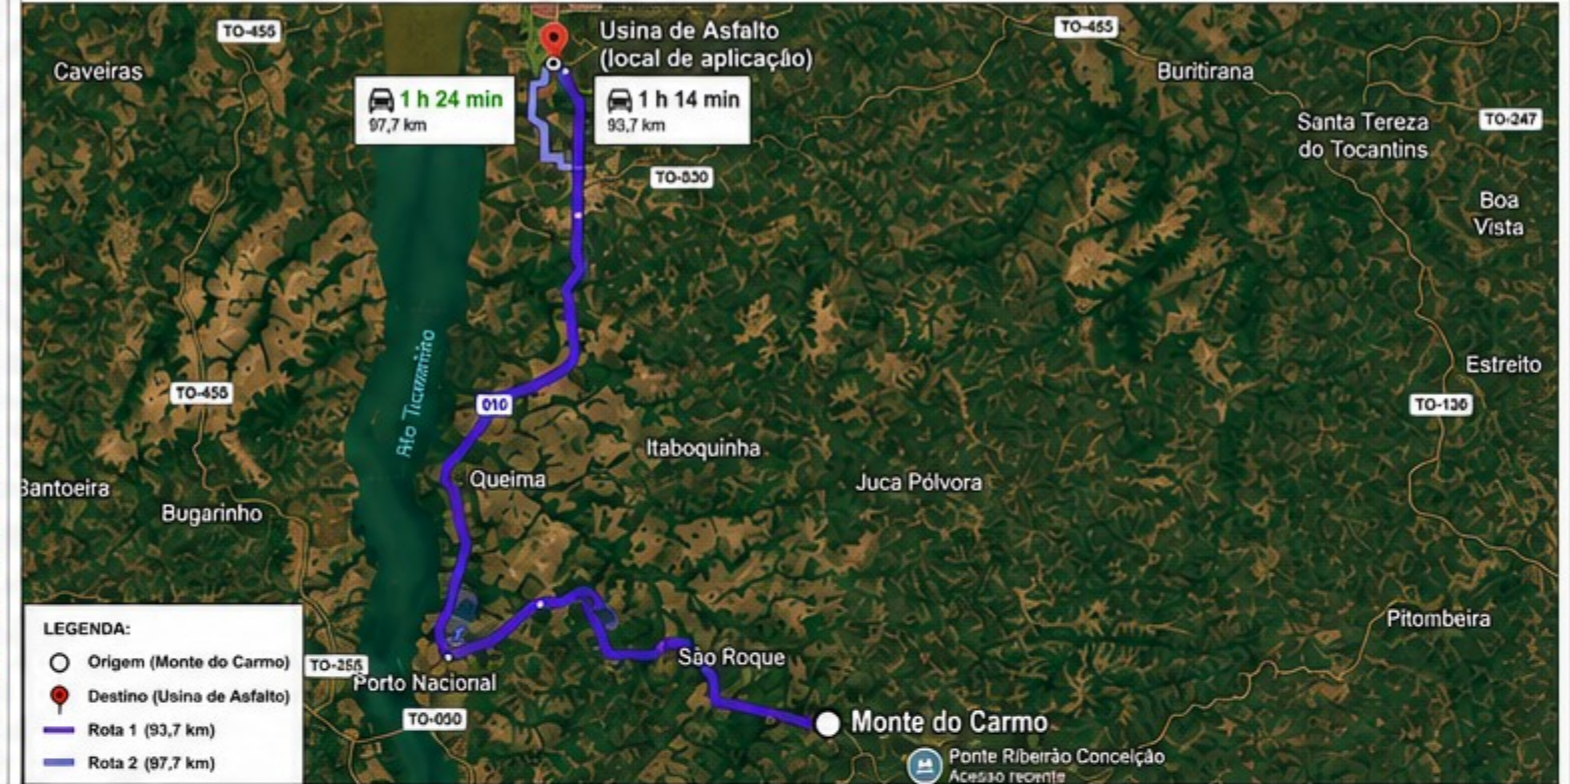 TO-455
TO-455
Usina de Asfalto
(local de aplicação)
Caveiras
Buritirana
1 h 24 min
97,7 km
1 h 14 min
93,7 km
Santa Tereza
do Tocantins
TO-247
TO-030
Boa
Vista
Estreito
TO-455
010
TO-130
Itaboquinha
Queima
Juca Pólvora
Santoeira
Bugarinho
Pitombeira
LEGENDA:
Origem (Monte do Carmo)
Destino (Usina de Asfalto)
Rota 1 (93,7 km)
Rota 2 (97,7 km)
TO-255
São Roque
Porto Nacional
TO-050
Monte do Carmo
Ponte Ribeirão Conceição
Acesso recente